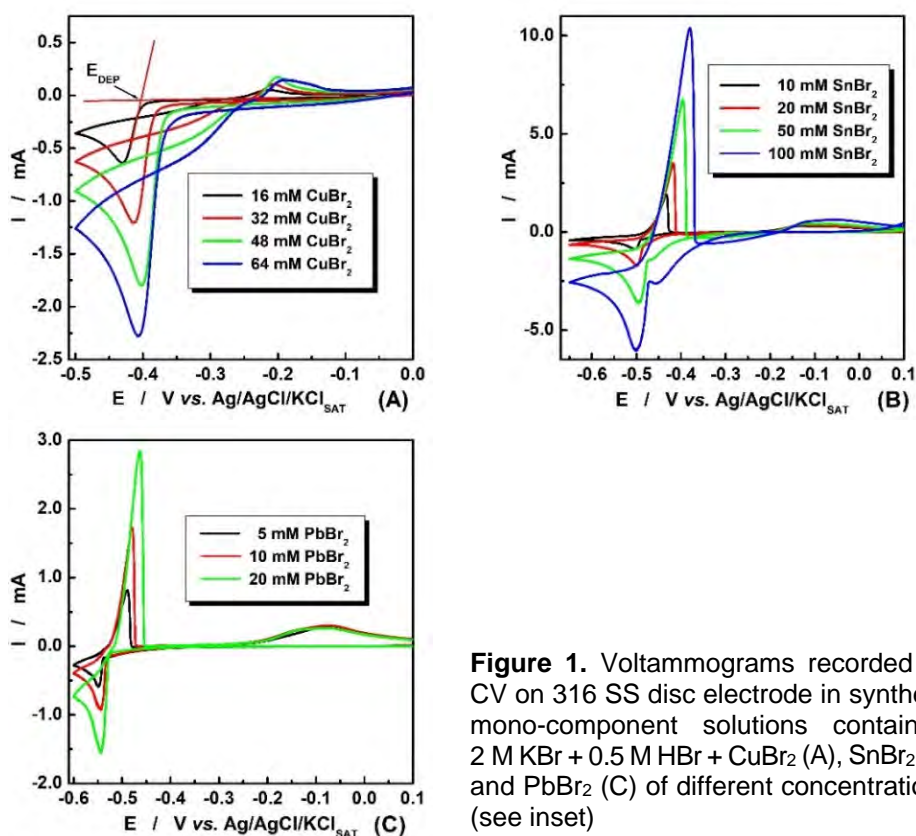 0.5
0.0
-0.5
-1.0
-1.5
-2.0
-2.5
I / mA
E_DEP
16 mM CuBr₂
32 mM CuBr₂
48 mM CuBr₂
64 mM CuBr₂
-0.5 -0.4 -0.3 -0.2 -0.1 0.0
E / V vs. Ag/AgCl/KCl_SAT (A)
10.0
5.0
0.0
-5.0
I / mA
10 mM SnBr₂
20 mM SnBr₂
50 mM SnBr₂
100 mM SnBr₂
-0.6 -0.5 -0.4 -0.3 -0.2 -0.1 0.0 0.1
E / V vs. Ag/AgCl/KCl_SAT (B)
3.0
2.0
1.0
0.0
-1.0
2.0
I / mA
5 mM PbBr₂
10 mM PbBr₂
20 mM PbBr₂
-0.6 -0.5 -0.4 -0.3 -0.2 -0.1 0.0 0.1
E / V vs. Ag/AgCl/KCl_SAT (C)
Figure 1. Voltammograms recorded
CV on 316 SS disc electrode in synthe
mono-component solutions contain
2 M KBr + 0.5 M HBr + CuBr₂ (A), SnBr₂
and PbBr₂ (C) of different concentratio
(see inset)